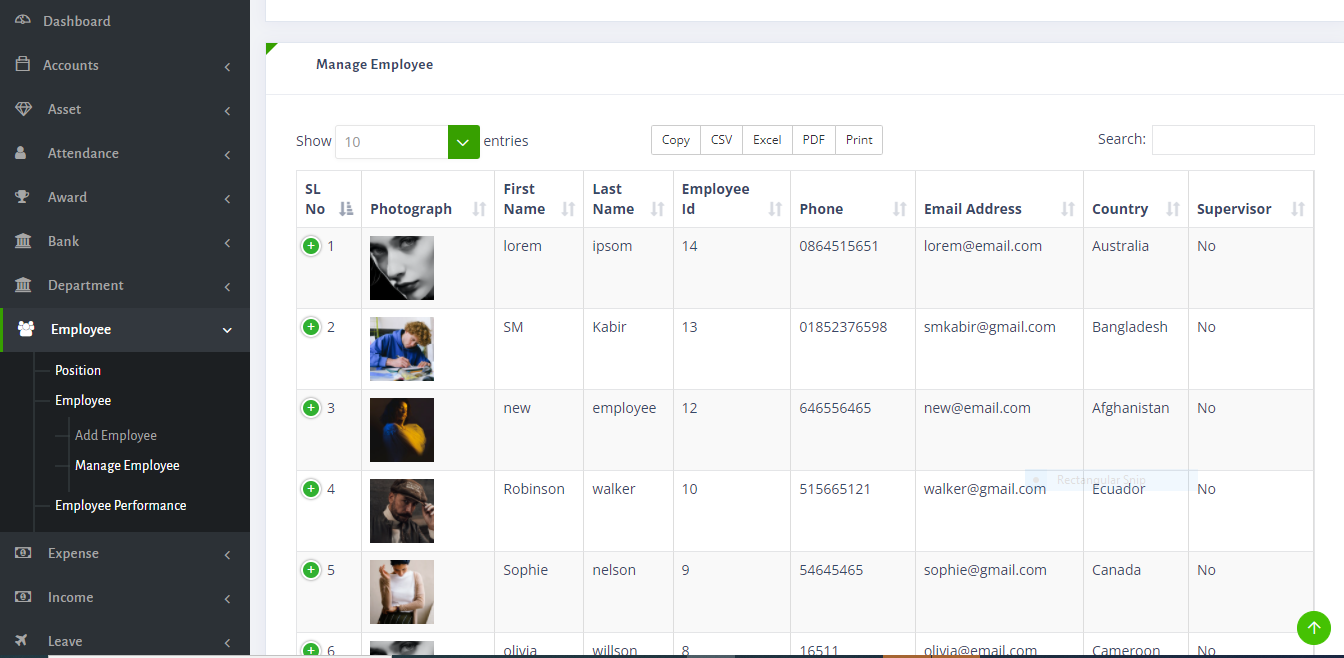 Dashboard
Accounts
Asset
Attendance
Award
Bank
Department
Employee
Position
Employee
Add Employee
Manage Employee
Employee Performance
Expense
Income
Leave
Manage Employee
Show 10 entries
Copy CSV Excel PDF Print
Search:
SL No Photograph First Name Last Name Employee Id Phone Email Address Country Supervisor
1 lorem ipsom 14 0864515651 lorem@email.com Australia No
2 SM Kabir 13 01852376598 smkabir@gmail.com Bangladesh No
3 new employee 12 646556465 new@email.com Afghanistan No
Rectangular Snip
4 Robinson walker 10 515665121 walker@gmail.com Ecuador No
5 Sophie nelson 9 54645465 sophie@gmail.com Canada No
6 olivia willson 8 16511 olivia@email.com Cameroon No